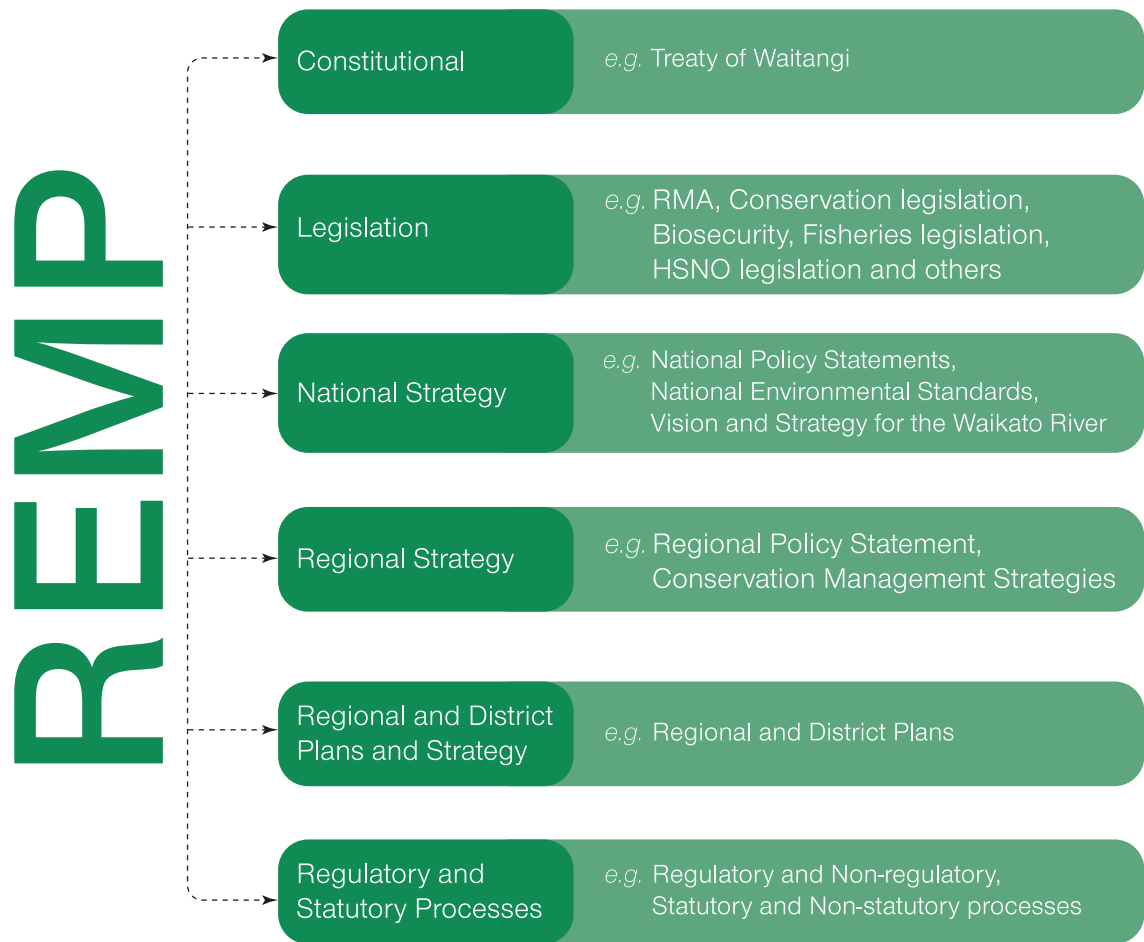 REMP
Constitutional
e.g. Treaty of Waitangi
Legislation
e.g. RMA, Conservation legislation,
Biosecurity, Fisheries legislation,
HSNO legislation and others
National Strategy
e.g. National Policy Statements,
National Environmental Standards,
Vision and Strategy for the Waikato River
Regional Strategy
e.g. Regional Policy Statement,
Conservation Management Strategies
Regional and District
Plans and Strategy
e.g. Regional and District Plans
Regulatory and
Statutory Processes
e.g. Regulatory and Non-regulatory,
Statutory and Non-statutory processes